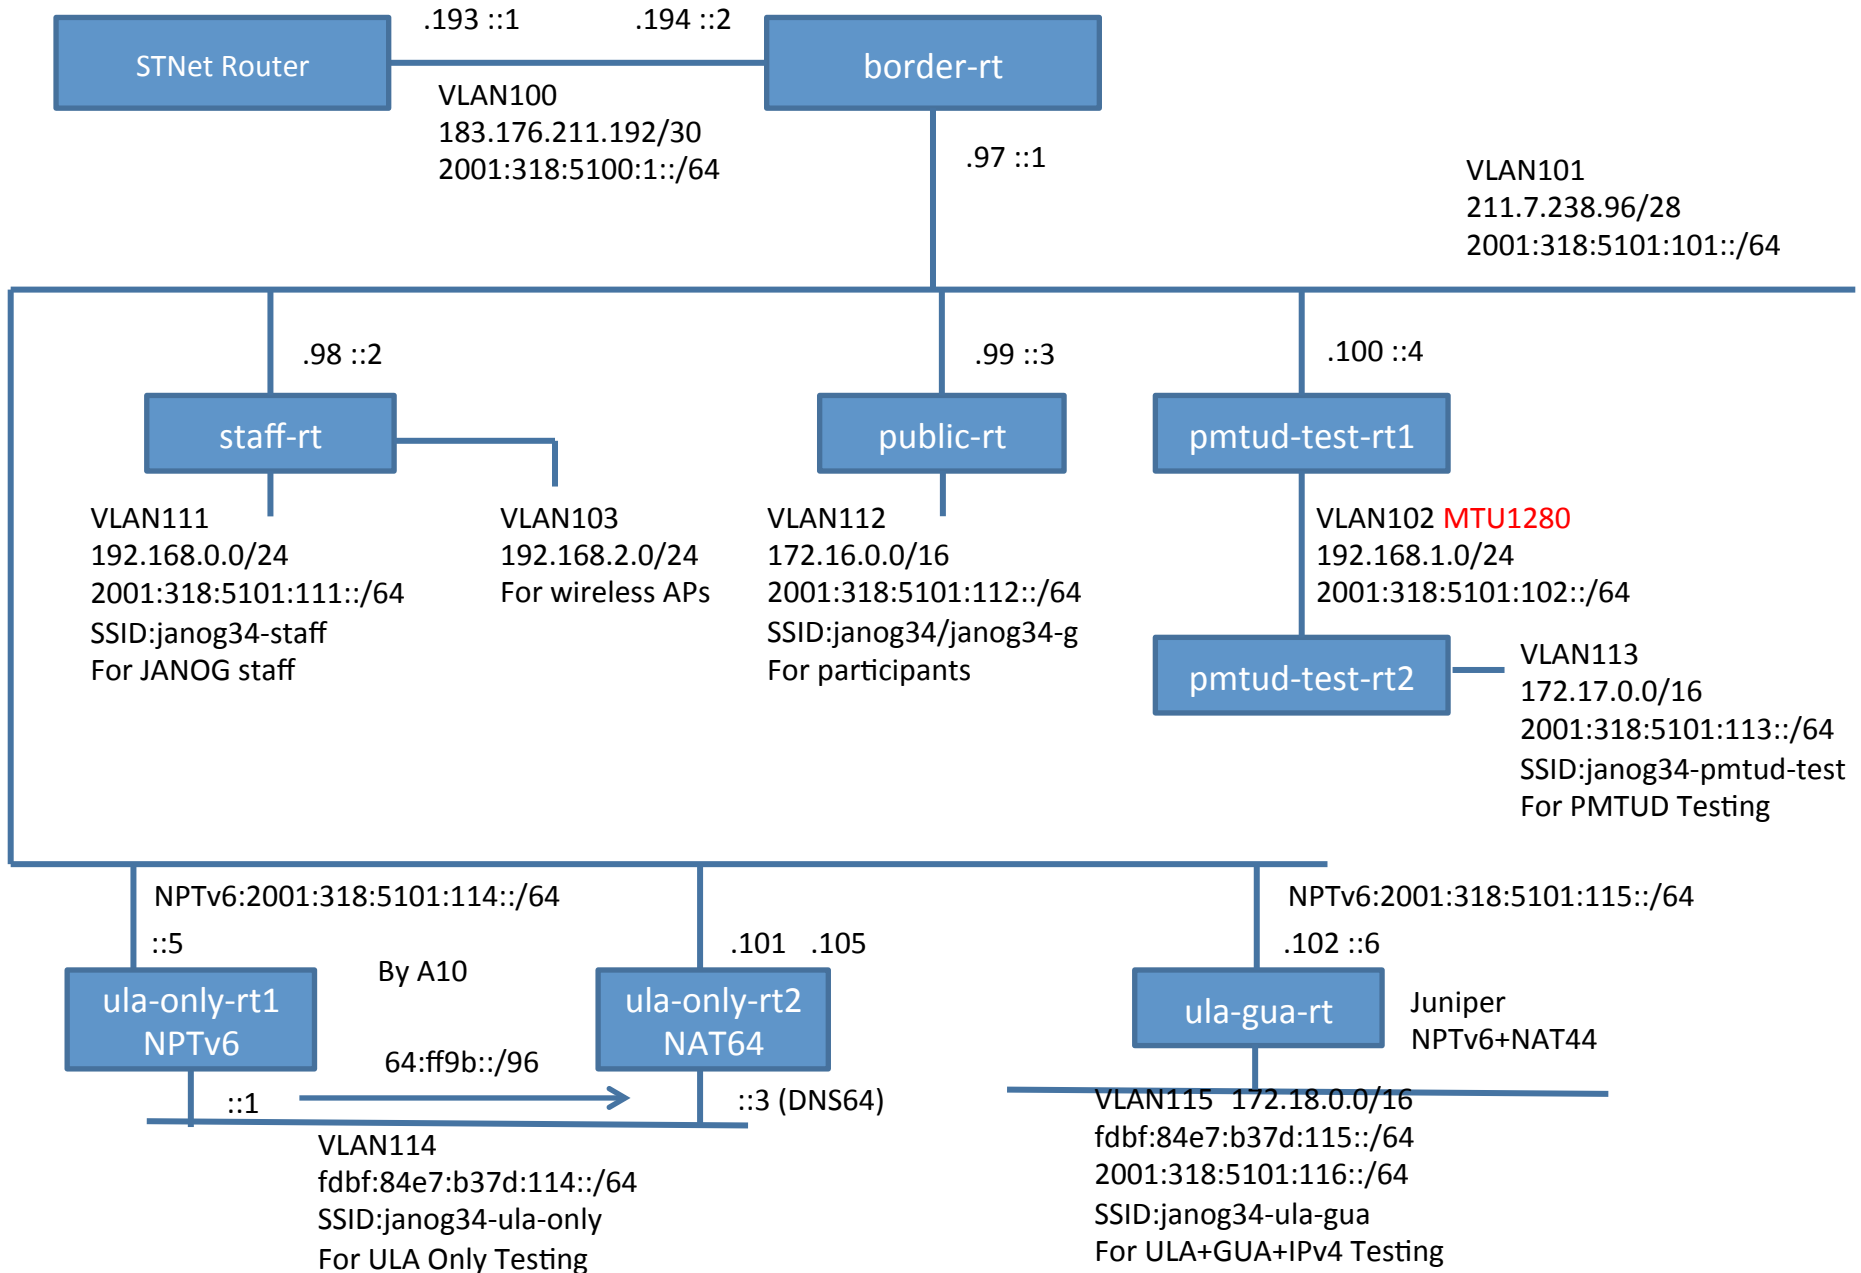 .193 ::1
.194 ::2
STNet Router
border-rt
VLAN100
183.176.211.192/30
2001:318:5100:1::/64
.97 ::1
VLAN101
211.7.238.96/28
2001:318:5101:101::/64
.98 ::2
.99 ::3
.100 ::4
staff-rt
public-rt
pmtud-test-rt1
VLAN111
192.168.0.0/24
2001:318:5101:111::/64
SSID:janog34-staff
For JANOG staff
VLAN103
192.168.2.0/24
For wireless APs
VLAN112
172.16.0.0/16
2001:318:5101:112::/64
SSID:janog34/janog34-g
For participants
VLAN102 MTU1280
192.168.1.0/24
2001:318:5101:102::/64
pmtud-test-rt2
VLAN113
172.17.0.0/16
2001:318:5101:113::/64
SSID:janog34-pmtud-test
For PMTUD Testing
NPTv6:2001:318:5101:114::/64
NPTv6:2001:318:5101:115::/64
::5
By A10
.101 .105
.102 ::6
ula-only-rt1
NPTv6
ula-only-rt2
NAT64
ula-gua-rt
Juniper
NPTv6+NAT44
64:ff9b::/96
::1
::3 (DNS64)
VLAN114
fdbf:84e7:b37d:114::/64
SSID:janog34-ula-only
For ULA Only Testing
VLAN115 172.18.0.0/16
fdbf:84e7:b37d:115::/64
2001:318:5101:116::/64
SSID:janog34-ula-gua
For ULA+GUA+IPv4 Testing